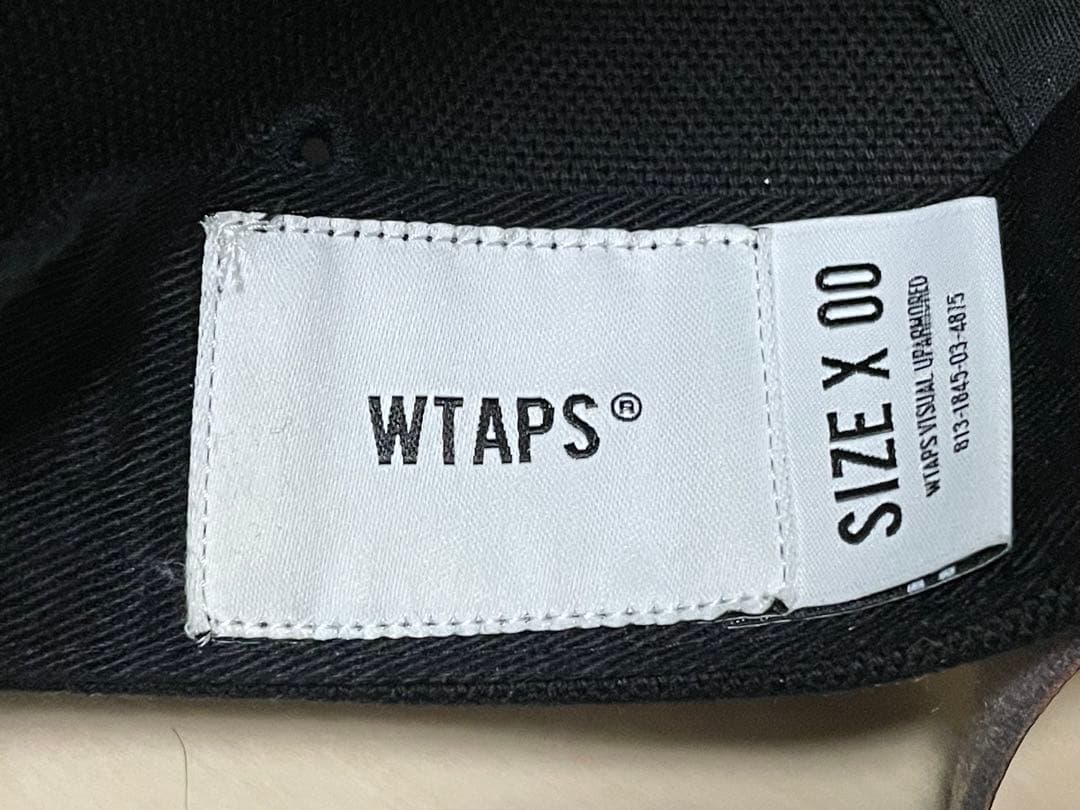 WTAPS®
SIZE X 00
WTAPS VISUAL UPARMORED
813-1845-03-4815